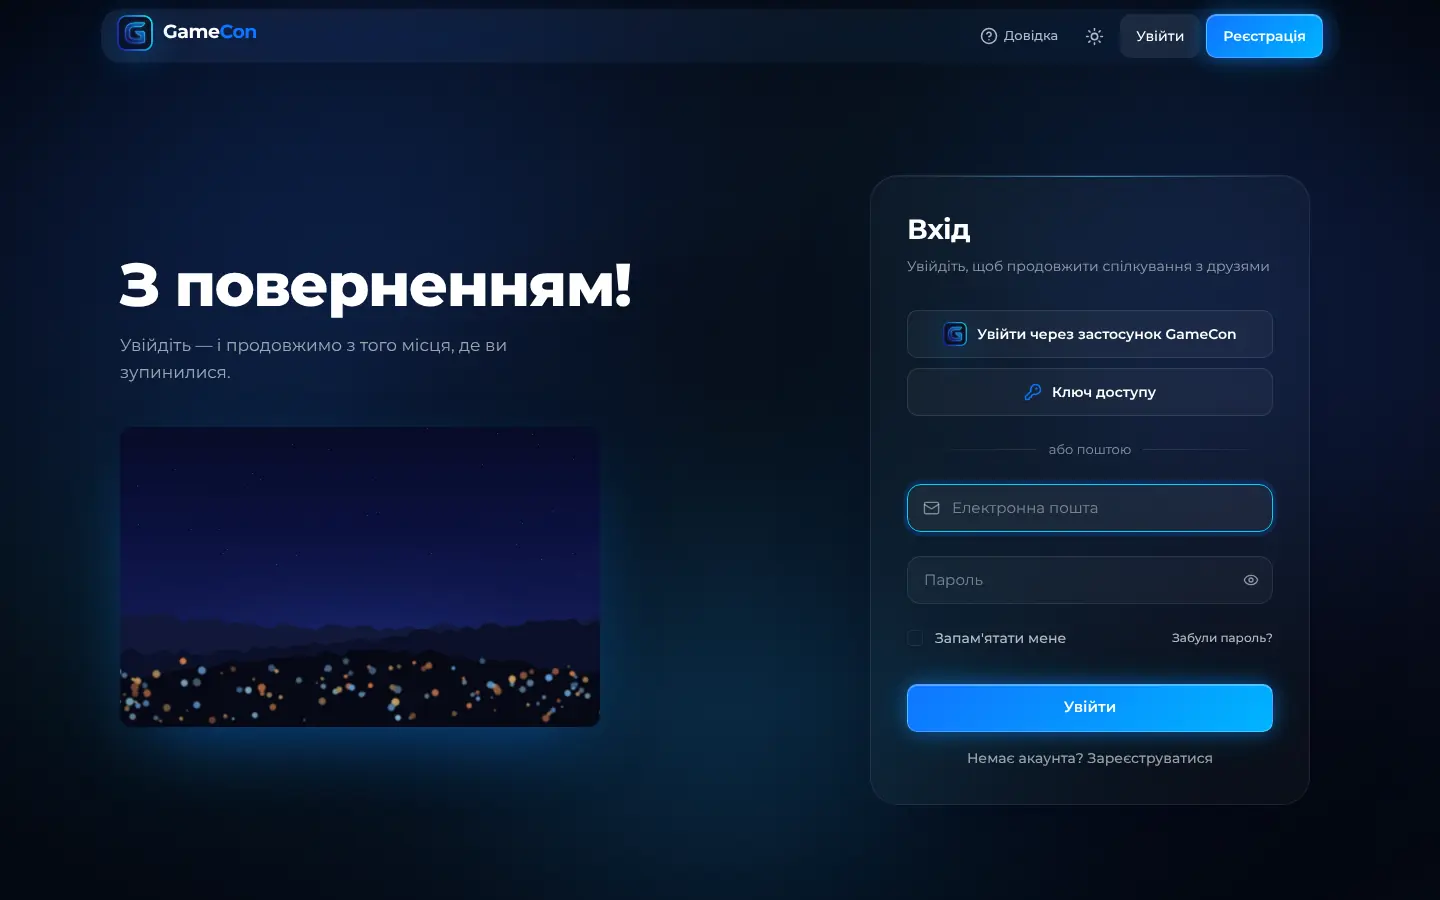 GameCon
Довідка
Увійти
Реєстрація
З поверненням!
Увійдіть — і продовжимо з того місця, де ви
зупинилися.
Вхід
Увійдіть, щоб продовжити спілкування з друзями
Увійти через застосунок GameCon
Ключ доступу
або поштою
Електронна пошта
Пароль
Запам'ятати мене
Забули пароль?
Увійти
Немає акаунта? Зареєструватися